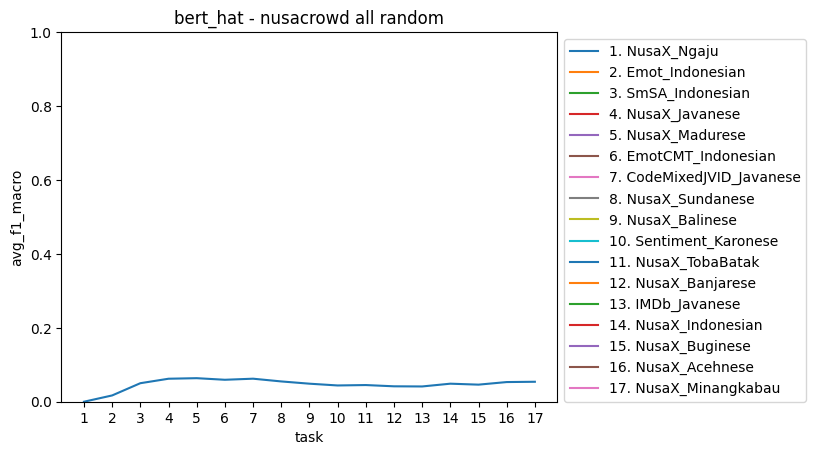 bert_hat - nusacrowd all random
1.0
0.8
0.6
0.4
0.2
0.0
avg_f1_macro
1 2 3 4 5 6 7 8 9 10 11 12 13 14 15 16 17
task
1. NusaX_Ngaju
2. Emot_Indonesian
3. SmSA_Indonesian
4. NusaX_Javanese
5. NusaX_Madurese
6. EmotCMT_Indonesian
7. CodeMixedJVID_Javanese
8. NusaX_Sundanese
9. NusaX_Balinese
10. Sentiment_Karonese
11. NusaX_TobaBatak
12. NusaX_Banjarese
13. IMDb_Javanese
14. NusaX_Indonesian
15. NusaX_Buginese
16. NusaX_Acehnese
17. NusaX_Minangkabau